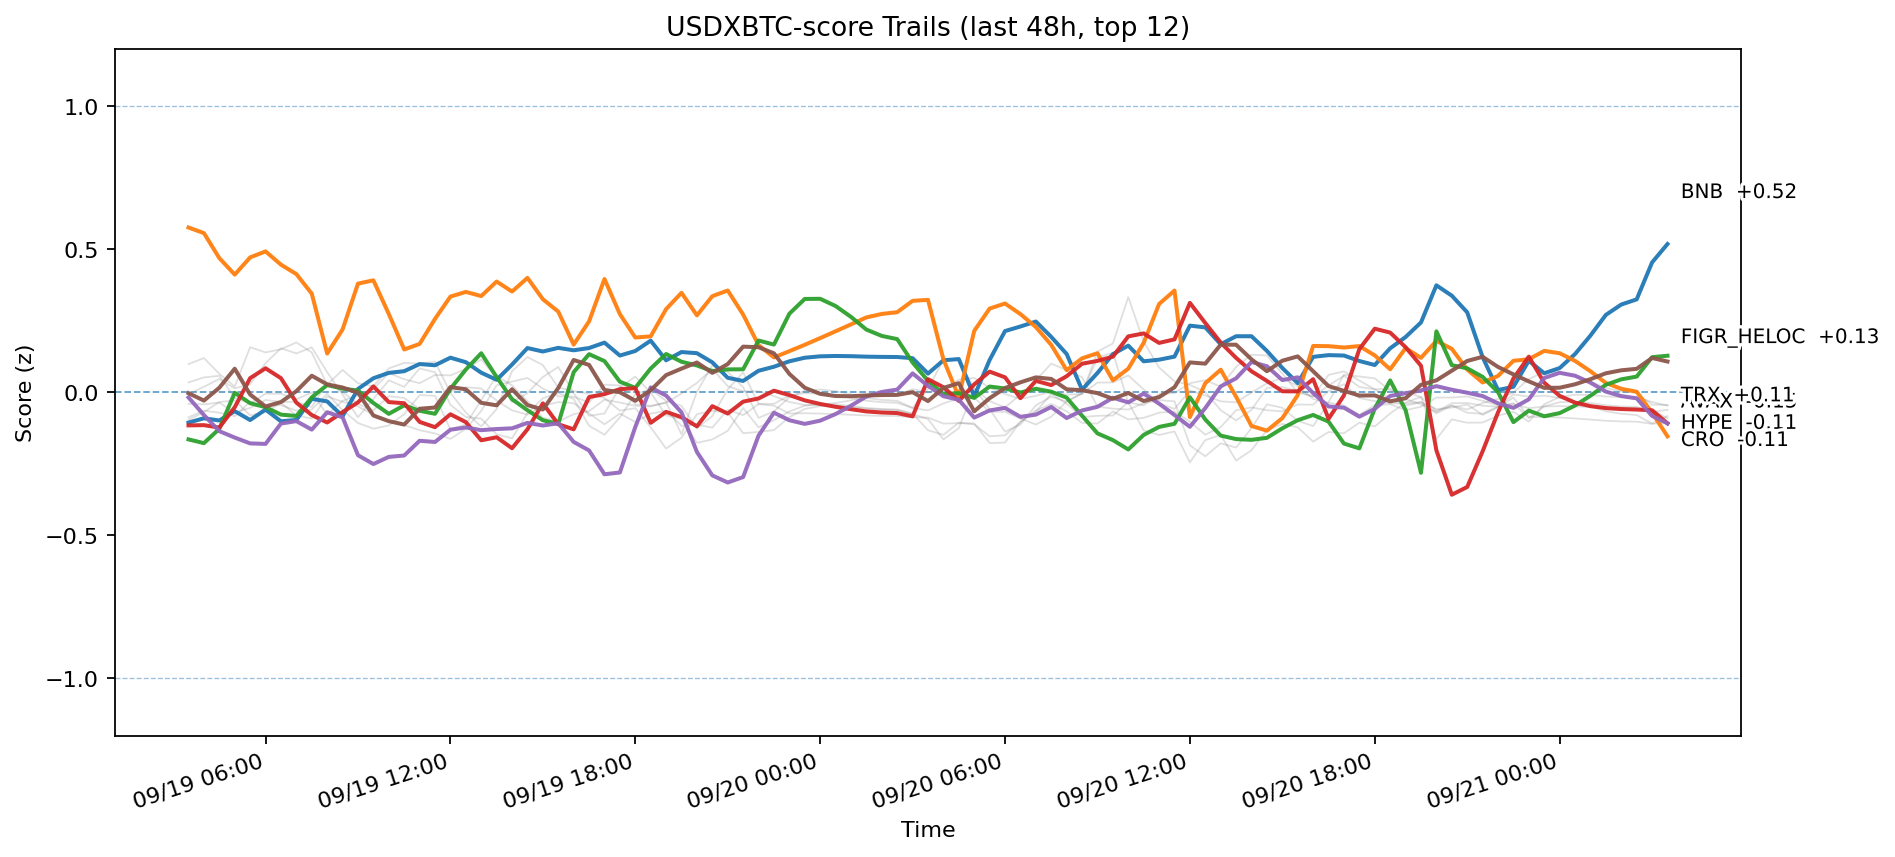 USDXBTC-score Trails (last 48h, top 12)
Score (z)
1.0
0.5
0.0
−0.5
−1.0
BNB +0.52
FIGR_HELOC +0.13
TRX +0.11
HYPE -0.11
CRO -0.11
09/19 06:00
09/19 12:00
09/19 18:00
09/20 00:00
09/20 06:00
09/20 12:00
09/20 18:00
09/21 00:00
Time